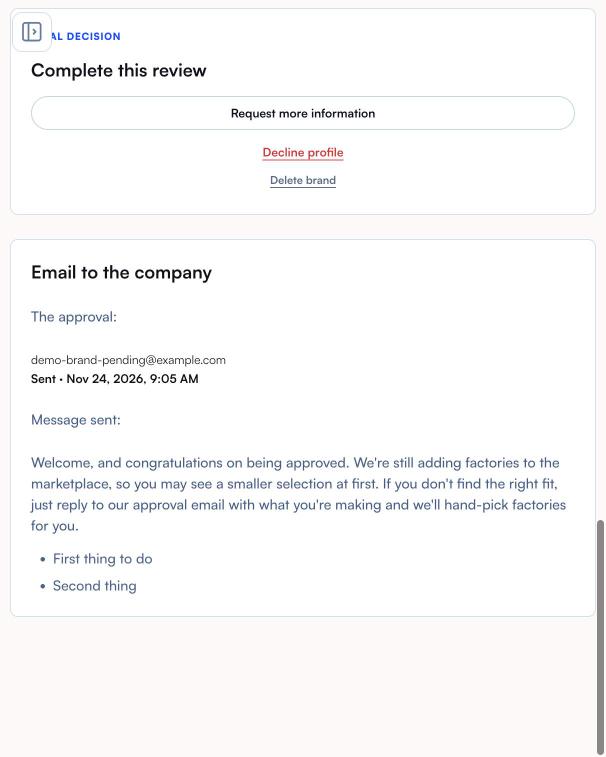 AL DECISION
Complete this review
Request more information
Decline profile
Delete brand
Email to the company
The approval:
demo-brand-pending@example.com
Sent · Nov 24, 2026, 9:05 AM
Message sent:
Welcome, and congratulations on being approved. We're still adding factories to the
marketplace, so you may see a smaller selection at first. If you don't find the right fit,
just reply to our approval email with what you're making and we'll hand-pick factories
for you.
• First thing to do
• Second thing